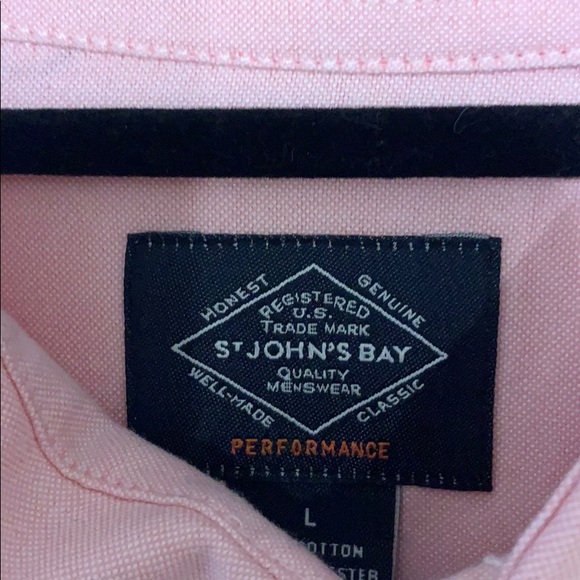 HONEST
GENUINE
REGISTERED
U.S.
TRADE MARK
ST JOHN'S BAY
QUALITY
MENSWEAR
WELL-MADE
CLASSIC
PERFORMANCE
L